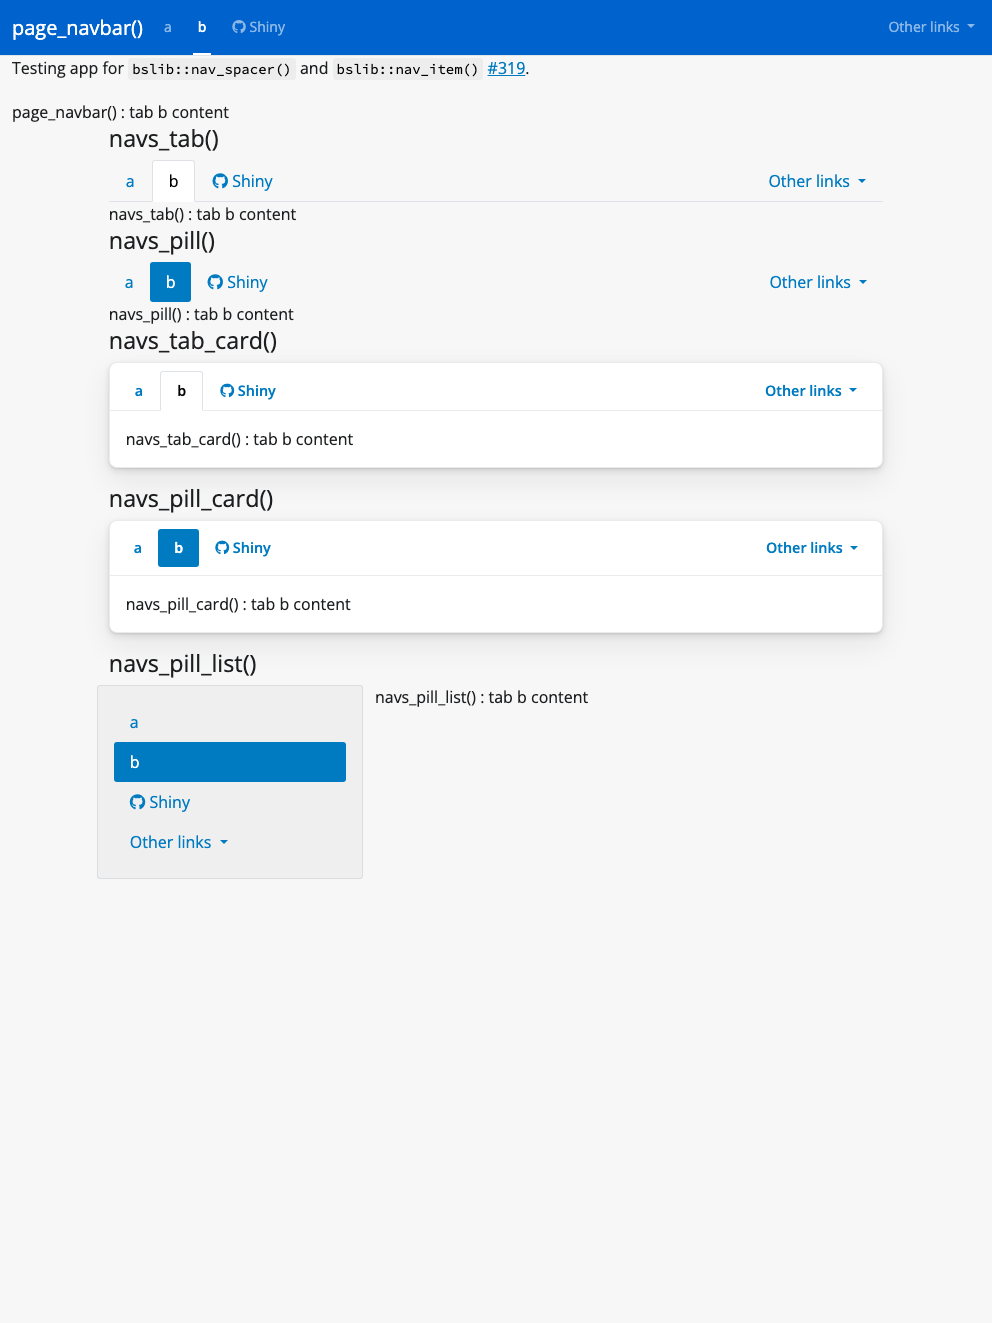 page_navbar() a b Shiny Other links
Testing app for bslib::nav_spacer() and bslib::nav_item() #319.
page_navbar() : tab b content
navs_tab()
a b Shiny Other links
navs_tab() : tab b content
navs_pill()
a b Shiny Other links
navs_pill() : tab b content
navs_tab_card()
a b Shiny Other links
navs_tab_card() : tab b content
navs_pill_card()
a b Shiny Other links
navs_pill_card() : tab b content
navs_pill_list()
a
b
Shiny
Other links
navs_pill_list() : tab b content